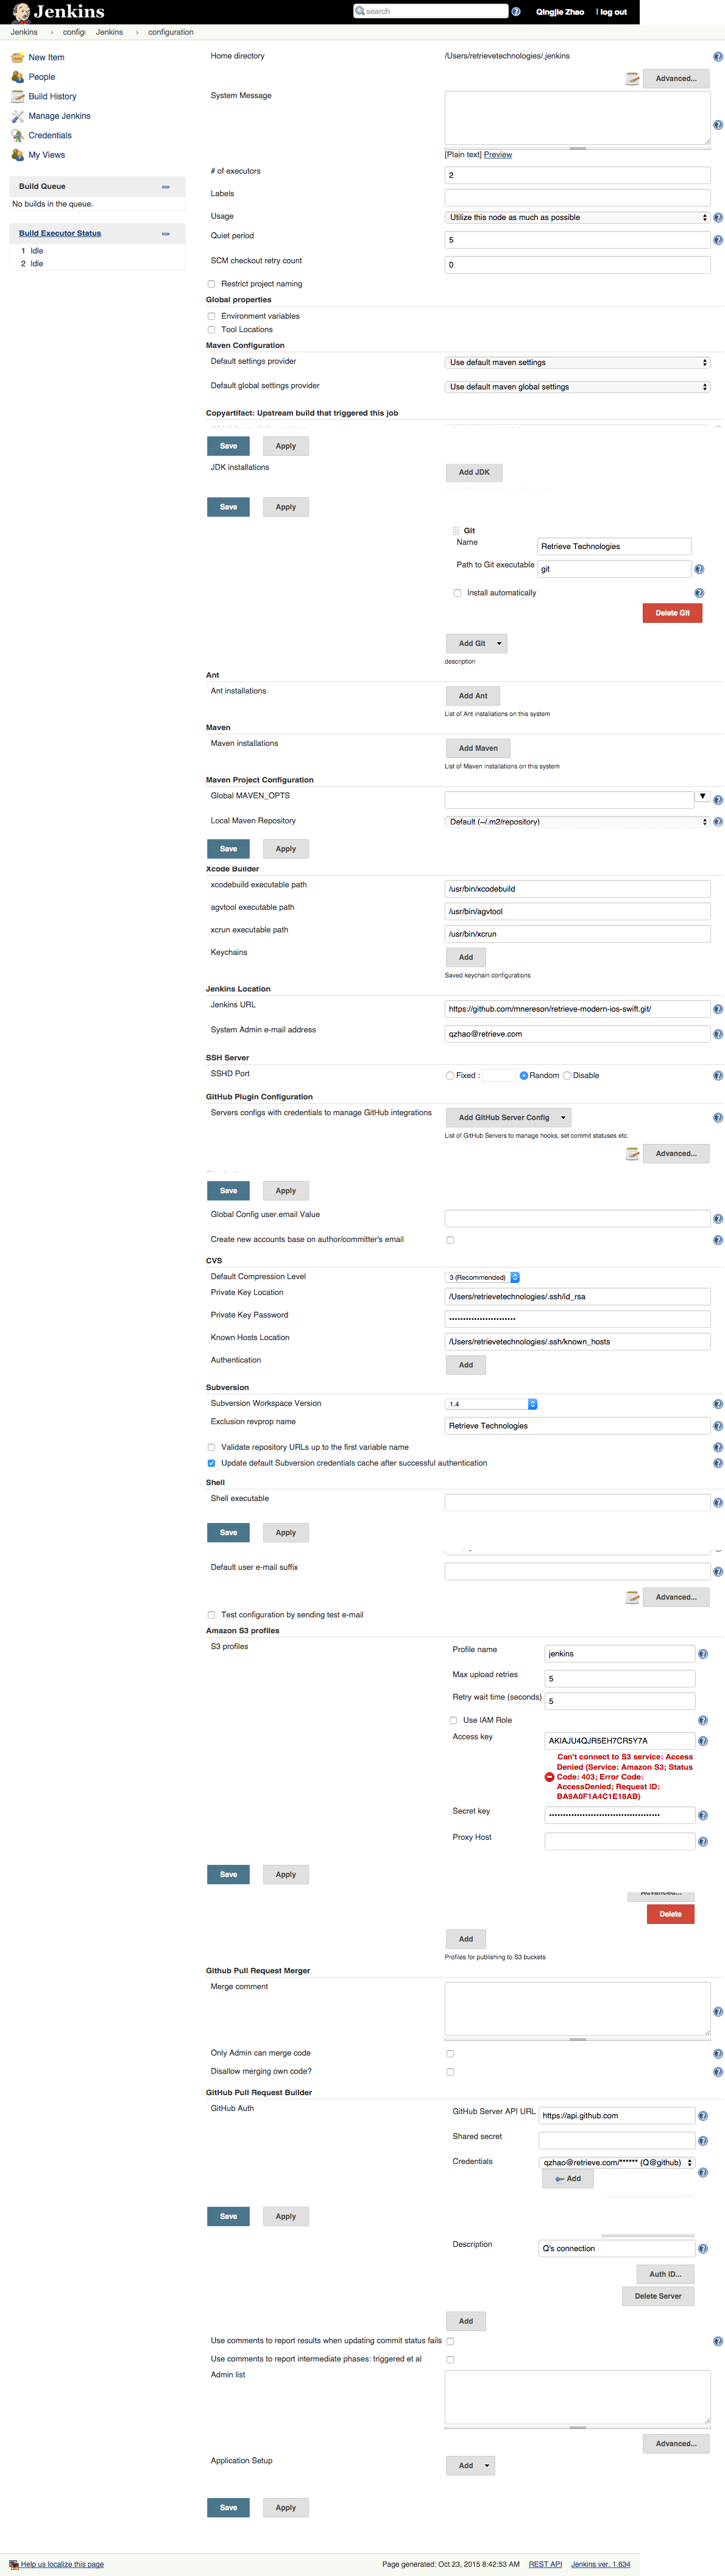 Jenkins
search
Qingjie Zhao
| log out
Jenkins
configu
Jenkins
configuration
New Item
People
Build History
Manage Jenkins
Credentials
My Views
Build Queue
No builds in the queue.
Build Executor Status
1 Idle
2 Idle
Home directory
/Users/retrievetechnologies/.jenkins
Advanced...
System Message
[Plain text] Preview
# of executors
2
Labels
Usage
Utilize this node as much as possible
Quiet period
5
SCM checkout retry count
0
Restrict project naming
Global properties
Environment variables
Tool Locations
Maven Configuration
Default settings provider
Use default maven settings
Default global settings provider
Use default maven global settings
Copyartifact: Upstream build that triggered this job
Save
Apply
JDK installations
Add JDK
Save
Apply
Git
Name
Retrieve Technologies
Path to Git executable
git
Install automatically
Delete Git
Add Git
description
Ant
Ant installations
Add Ant
List of Ant installations on this system
Maven
Maven installations
Add Maven
List of Maven installations on this system
Maven Project Configuration
Global MAVEN_OPTS
Local Maven Repository
Default (~/.m2/repository)
Save
Apply
Xcode Builder
xcodebuild executable path
/usr/bin/xcodebuild
agvtool executable path
/usr/bin/agvtool
xcrun executable path
/usr/bin/xcrun
Keychains
Add
Saved keychain configurations
Jenkins Location
Jenkins URL
https://github.com/mnereson/retrieve-modern-ios-swift.git/
System Admin e-mail address
qzhao@retrieve.com
SSH Server
SSHD Port
Fixed :
Random
Disable
GitHub Plugin Configuration
Servers configs with credentials to manage GitHub integrations
Add GitHub Server Config
List of GitHub Servers to manage hooks, set commit statuses etc.
Advanced...
Save
Apply
Global Config user.email Value
Create new accounts base on author/committer's email
CVS
Default Compression Level
3 (Recommended)
Private Key Location
/Users/retrievetechnologies/.ssh/id_rsa
Private Key Password
Known Hosts Location
/Users/retrievetechnologies/.ssh/known_hosts
Authentication
Add
Subversion
Subversion Workspace Version
1.4
Exclusion revprop name
Retrieve Technologies
Validate repository URLs up to the first variable name
Update default Subversion credentials cache after successful authentication
Shell
Shell executable
Save
Apply
Default user e-mail suffix
Advanced...
Test configuration by sending test e-mail
Amazon S3 profiles
S3 profiles
Profile name
jenkins
Max upload retries
5
Retry wait time (seconds)
5
Use IAM Role
Access key
AKIAJU4QJR5EH7CR5Y7A
Can't connect to S3 service: Access
Denied (Service: Amazon S3; Status
Code: 403; Error Code:
AccessDenied; Request ID:
BA9A0F1A4C1E18AB)
Secret key
Proxy Host
Save
Apply
Advanced...
Delete
Add
Profiles for publishing to S3 buckets
Github Pull Request Merger
Merge comment
Only Admin can merge code
Disallow merging own code?
GitHub Pull Request Builder
GitHub Auth
GitHub Server API URL
https://api.github.com
Shared secret
Credentials
qzhao@retrieve.com/****** (Q@github)
Add
Save
Apply
Description
Q's connection
Auth ID...
Delete Server
Add
Use comments to report results when updating commit status fails
Use comments to report intermediate phases: triggered et al
Admin list
Advanced...
Application Setup
Add
Save
Apply
Help us localize this page
Page generated: Oct 23, 2015 8:42:53 AM
REST API
Jenkins ver. 1.634